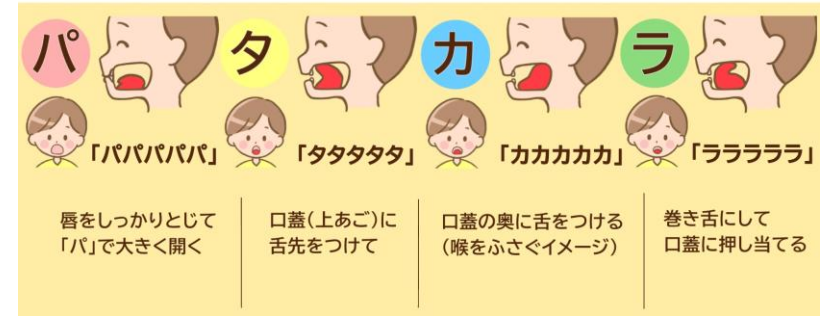 パ
タ
カ
ラ
「パパパパパ」
「タタタタタ」
「カカカカカ」
「ラララララ」
唇をしっかりとじて
「パ」で大きく開く
口蓋(上あご)に
舌先をつけて
口蓋の奥に舌をつける
(喉をふさぐイメージ)
巻き舌にして
口蓋に押し当てる